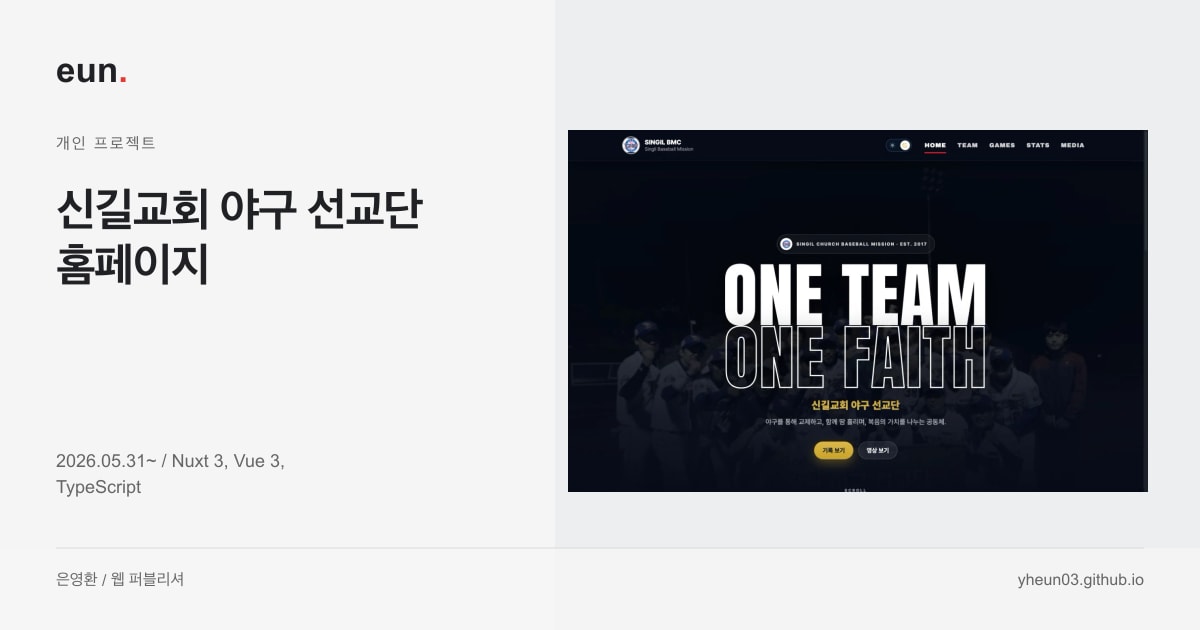 eun.
개인 프로젝트
신길교회 야구 선교단
홈페이지
2026.05.31~ / Nuxt 3, Vue 3,
TypeScript
SINGIL BMC
Singil Baseball Mission
HOME TEAM GAMES STATS MEDIA
SINGIL CHURCH BASEBALL MISSION · EST. 2017
ONE TEAM
ONE FAITH
신길교회 야구 선교단
야구를 통해 교제하고, 함께 땀 흘리며, 복음의 가치를 나누는 공동체.
기록 보기 영상 보기
SCROLL
은영환 / 웹 퍼블리셔
yheun03.github.io